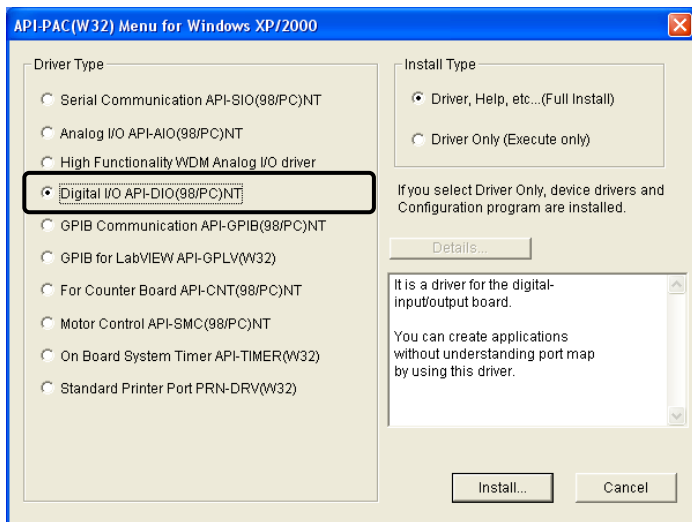 API-PAC(W32) Menu for Windows XP/2000
Driver Type
Serial Communication API-SIO(98/PC)NT
Analog I/O API-AIO(98/PC)NT
High Functionality WDM Analog I/O driver
Digital I/O API-DIO(98/PC)NT
GPIB Communication API-GPIB(98/PC)NT
GPIB for LabVIEW API-GPLV(W32)
For Counter Board API-CNT(98/PC)NT
Motor Control API-SMC(98/PC)NT
On Board System Timer API-TIMER(W32)
Standard Printer Port PRN-DRV(W32)
Install Type
Driver, Help, etc...(Full Install)
Driver Only (Execute only)
If you select Driver Only, device drivers and
Configuration program are installed.
Details...
It is a driver for the digital-
input/output board.
You can create applications
without understanding port map
by using this driver.
Install...
Cancel